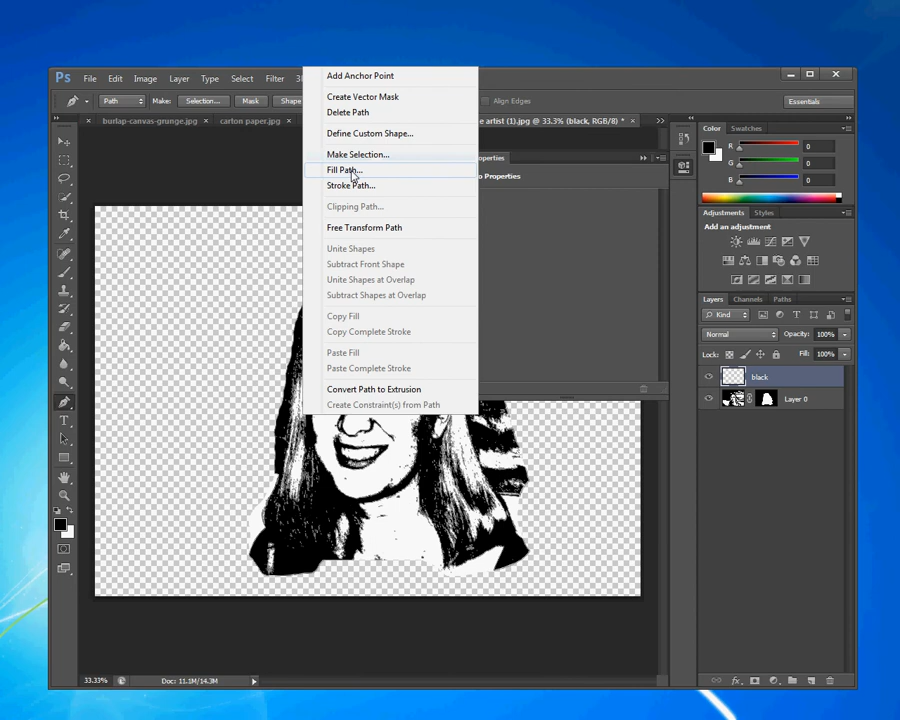 Ps File Edit Image Layer Type Select Filter
Path Make: Selection... Mask Shape Align Edges Essentials
burlap-canvas-grunge.jpg × carton paper.jpg × e artist (1).jpg @ 33.3% (black, RGB/8) * ×
Add Anchor Point
Create Vector Mask
Delete Path
Define Custom Shape...
Make Selection...
Fill Path...
Stroke Path...
Clipping Path...
Free Transform Path
Unite Shapes
Subtract Front Shape
Unite Shapes at Overlap
Subtract Shapes at Overlap
Copy Fill
Copy Complete Stroke
Paste Fill
Paste Complete Stroke
Convert Path to Extrusion
Create Constraint(s) from Path
operties
o Properties
Color Swatches
R 0
G 0
B 0
Adjustments Styles
Add an adjustment
Layers Channels Paths
Kind
Normal Opacity: 100%
Lock: Fill: 100%
black
Layer 0
fx
33.33% Doc: 11.1M/14.3M